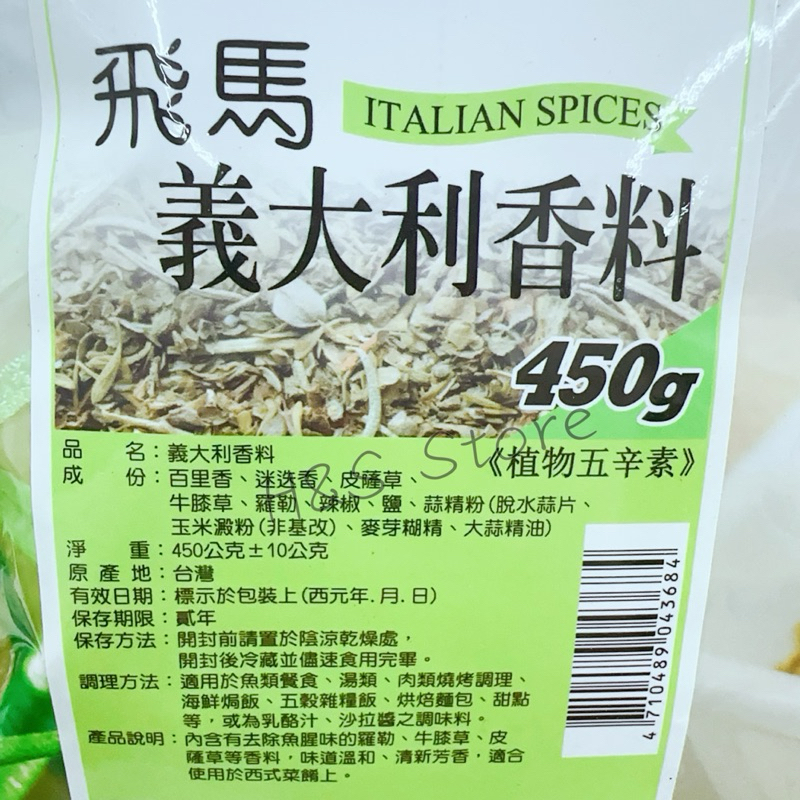 飛馬
ITALIAN SPICES
義大利香料
450g
《植物五辛素》
品名：義大利香料
成份：百里香、迷迭香、皮薩草、
牛膝草、羅勒、辣椒、鹽、蒜精粉(脫水蒜片、
玉米澱粉(非基改)、麥芽糊精、大蒜精油)
淨重：450公克±10公克
原產地：台灣
有效日期：標示於包裝上(西元年.月.日)
保存期限：貳年
保存方法：開封前請置於陰涼乾燥處，
開封後冷藏並儘速食用完畢。
調理方法：適用於魚類餐食、湯類、肉類燒烤調理、
海鮮焗飯、五穀雜糧飯、烘焙麵包、甜點
等，或為乳酪汁、沙拉醬之調味料。
產品說明：內含有去除魚腥味的羅勒、牛膝草、皮
薩草等香料，味道溫和、清新芳香，適合
使用於西式菜餚上。
4710489043684
H&C Store